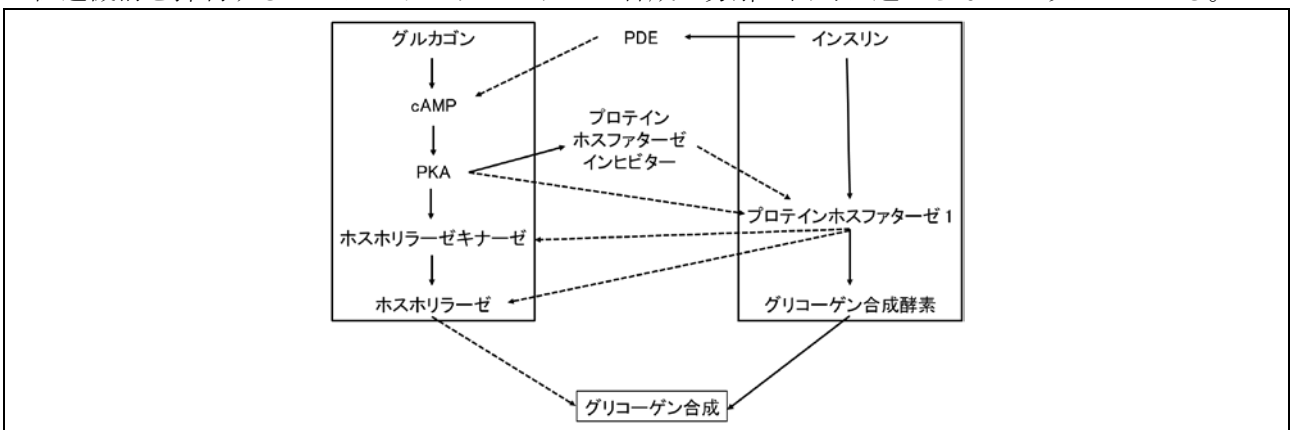 グルカゴン
PDE
インスリン
cAMP
プロテイン
ホスファターゼ
インヒビター
PKA
プロテインホスファターゼ 1
ホスホリラーゼキナーゼ
ホスホリラーゼ
グリコーゲン合成酵素
グリコーゲン合成